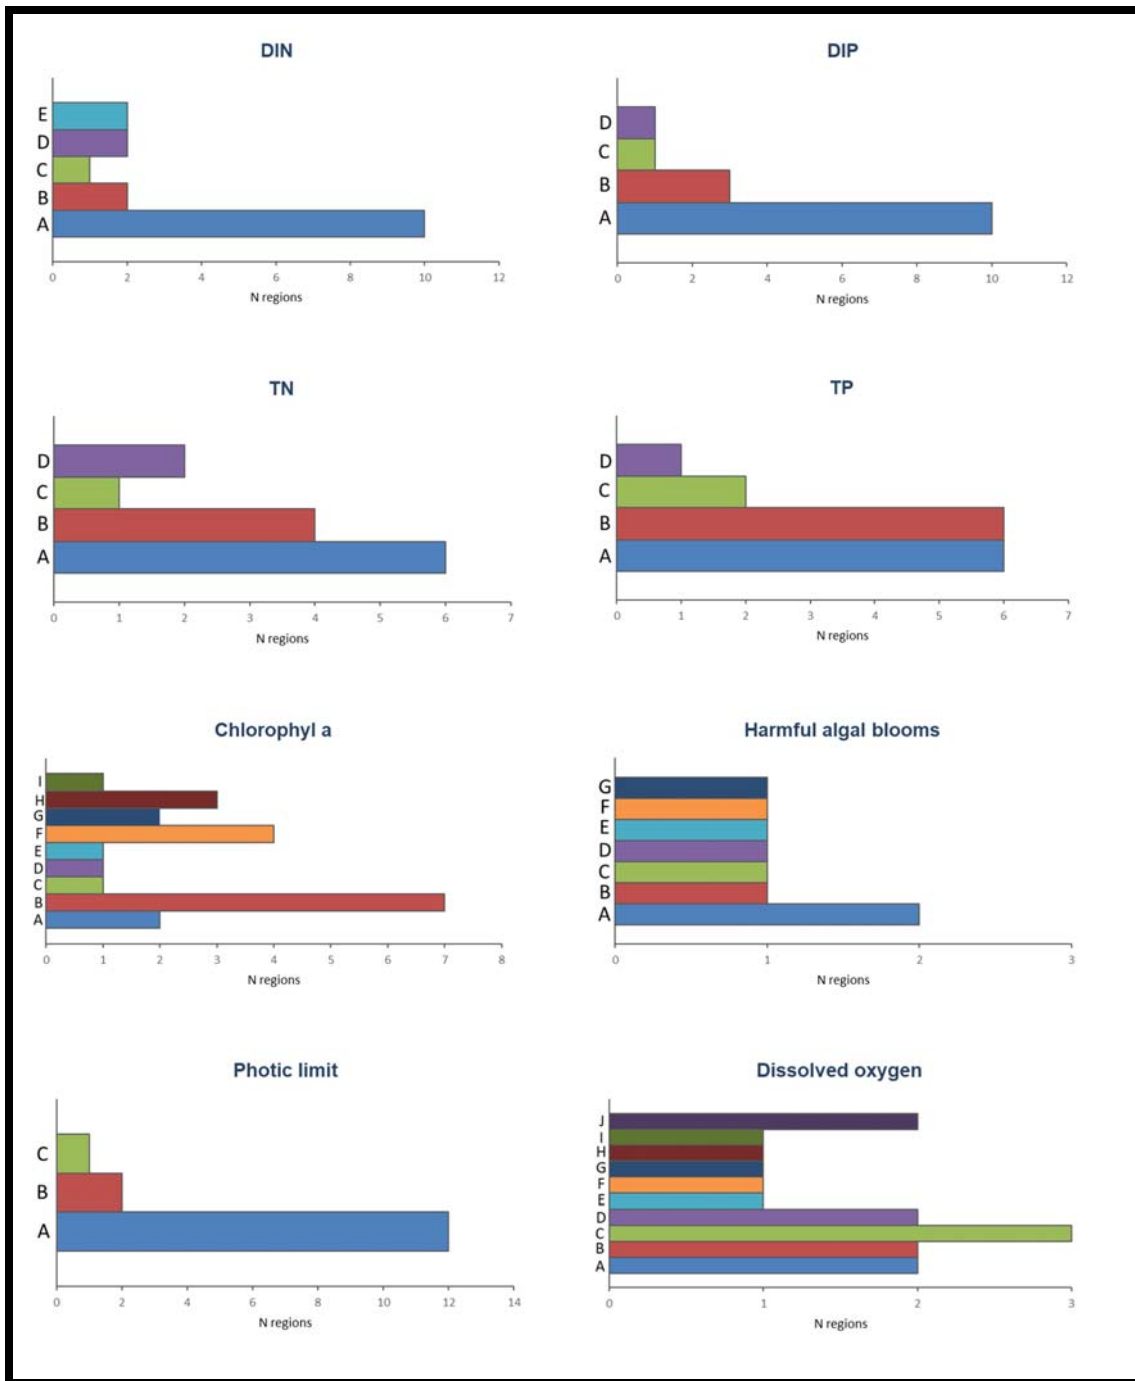 DIN
E
D
C
B
A
0 2 4 6 8 10 12
N regions
DIP
D
C
B
A
0 2 4 6 8 10 12
N regions
TN
D
C
B
A
0 1 2 3 4 5 6 7
N regions
TP
D
C
B
A
0 1 2 3 4 5 6 7
N regions
Chlorophyl a
I
H
G
F
E
D
C
B
A
0 1 2 3 4 5 6 7 8
N regions
Harmful algal blooms
G
F
E
D
C
B
A
0 1 2 3
N regions
Photic limit
C
B
A
0 2 4 6 8 10 12 14
N regions
Dissolved oxygen
J
I
H
G
F
E
D
C
B
A
0 1 2 3
N regions